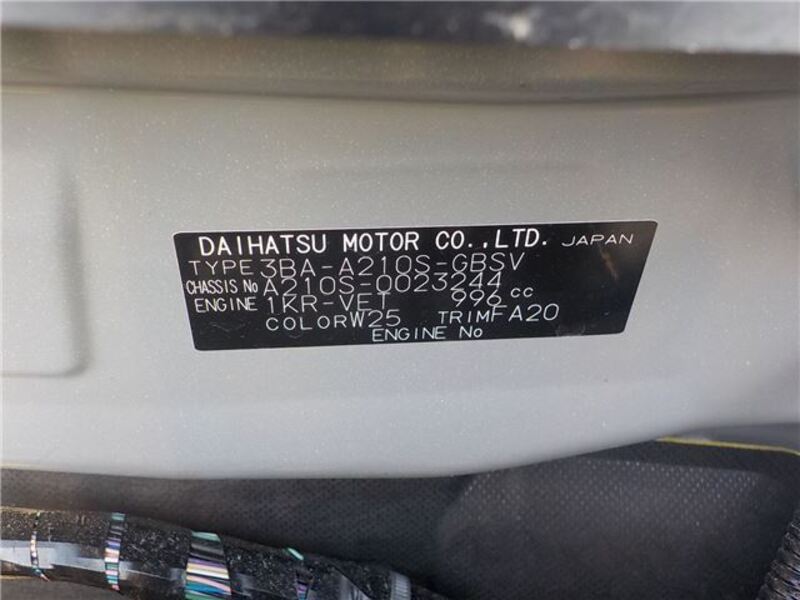 DAIHATSU MOTOR CO.,LTD. JAPAN
TYPE 3BA-A210S-GBSV
CHASSIS No A210S-0023244
ENGINE 1KR-VET 996 cc
COLOR W25 TRIM FA20
ENGINE No